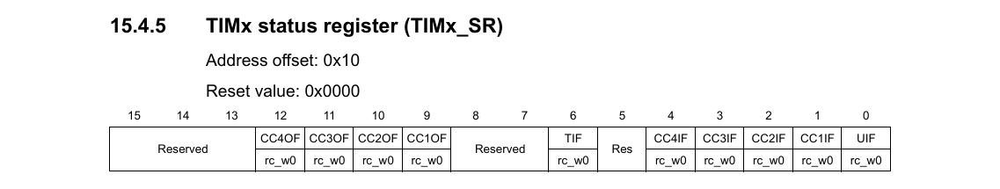 15.4.5 TIMx status register (TIMx_SR)
Address offset: 0x10
Reset value: 0x0000
15 14 13 12 11 10 9 8 7 6 5 4 3 2 1 0
Reserved CC4OF CC3OF CC2OF CC1OF Reserved TIF Res CC4IF CC3IF CC2IF CC1IF UIF
rc_w0 rc_w0 rc_w0 rc_w0 rc_w0 rc_w0 rc_w0 rc_w0 rc_w0 rc_w0